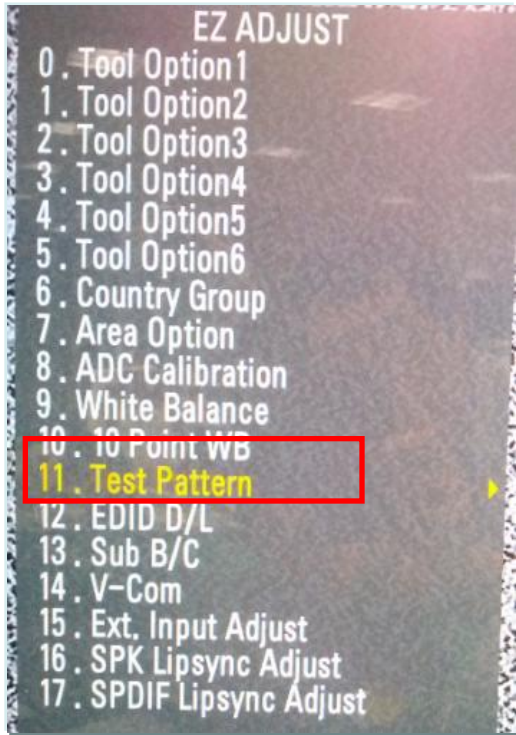 EZ ADJUST
0 . Tool Option1
1 . Tool Option2
2 . Tool Option3
3 . Tool Option4
4 . Tool Option5
5 . Tool Option6
6 . Country Group
7 . Area Option
8 . ADC Calibration
9 . White Balance
10 . 10 Point WB
11 . Test Pattern
12 . EDID D/L
13 . Sub B/C
14 . V-Com
15 . Ext. Input Adjust
16 . SPK Lipsync Adjust
17 . SPDIF Lipsync Adjust